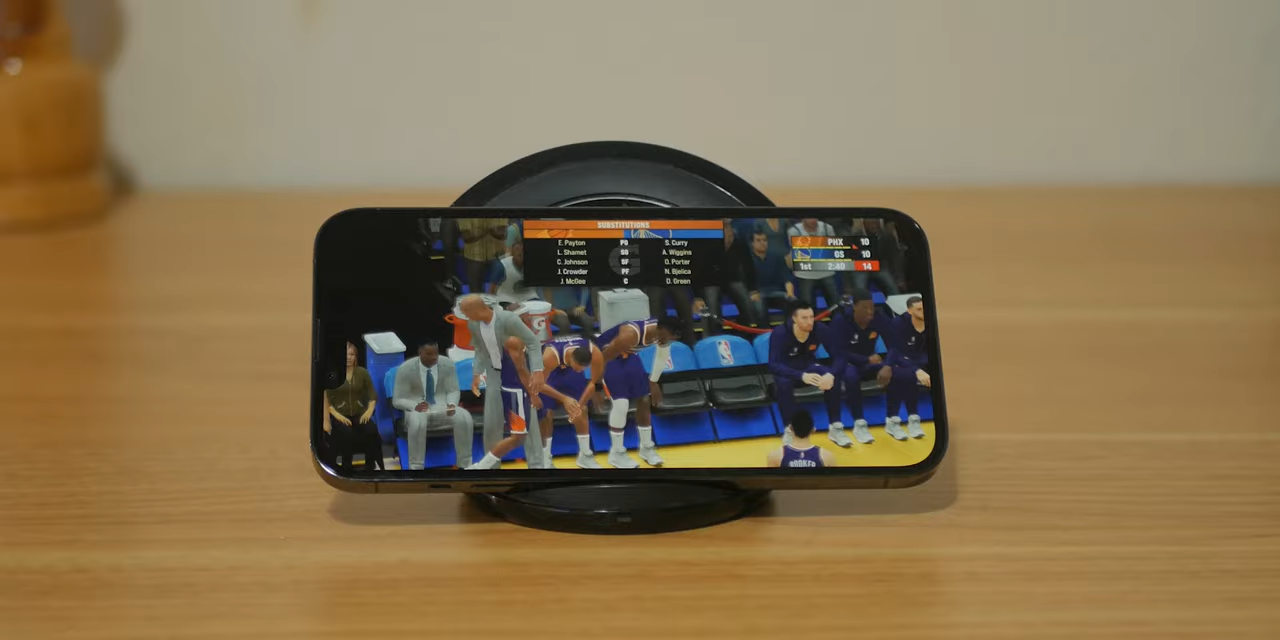 SUBSTITUTIONS
E. Payton PG S. Curry
L. Shamet SG A. Wiggins
C. Johnson SF O. Porter
J. Crowder PF N. Bjelica
J. McGee C D. Green
PHX 10
GS 10
1st 2:40 14
G
BOOKER